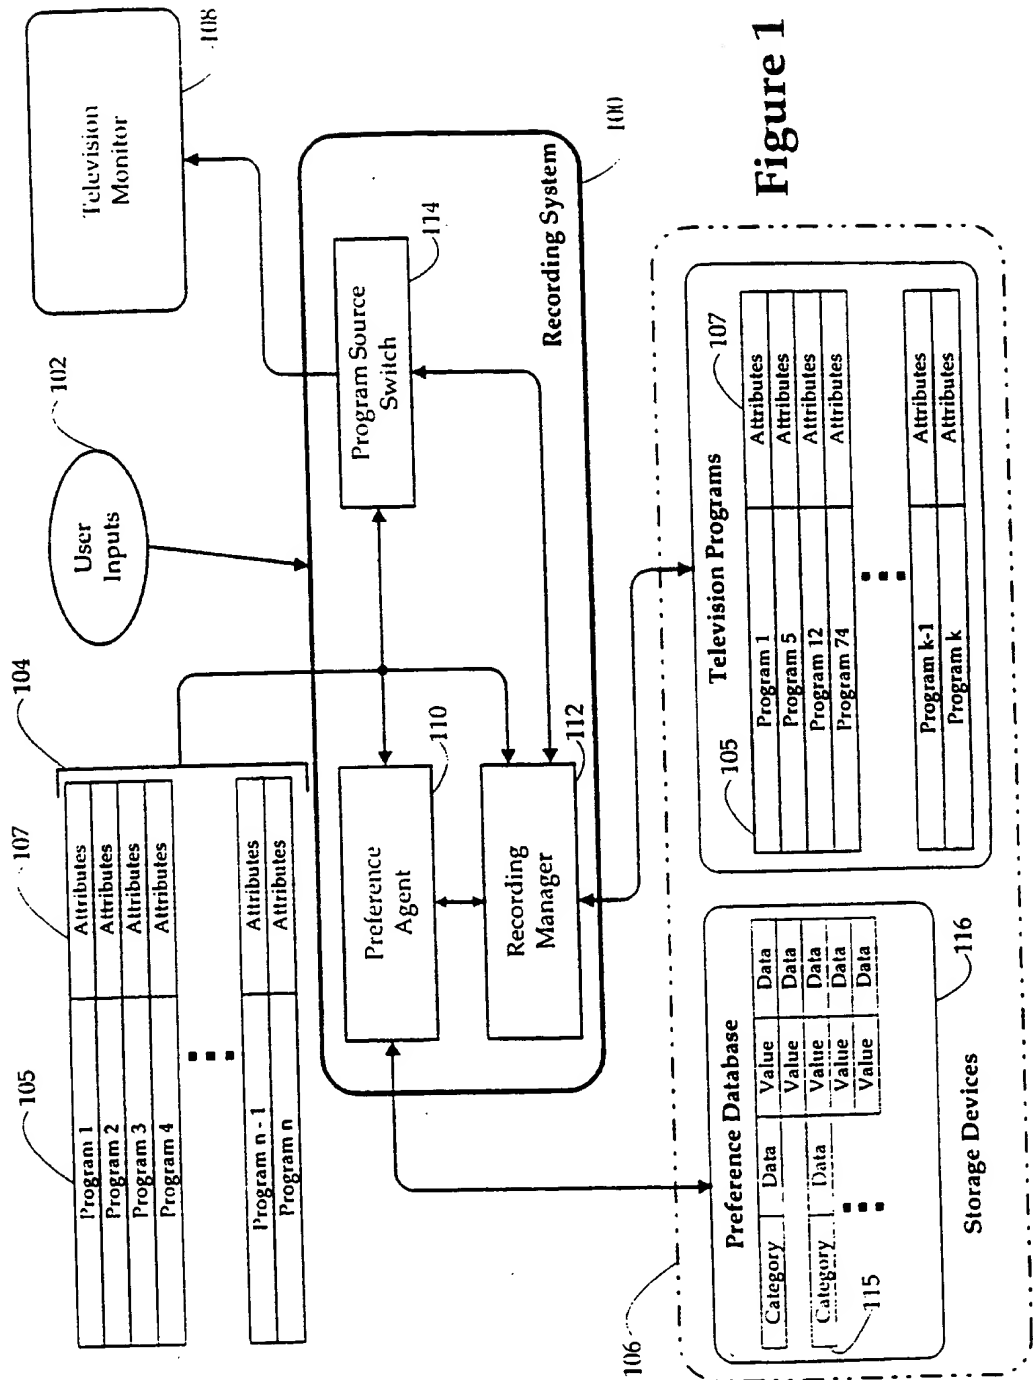 105
107
104
Program 1 Attributes
Program 2 Attributes
Program 3 Attributes
Program 4 Attributes
Program n - 1 Attributes
Program n Attributes
User
Inputs
102
Television
Monitor
108
Preference
Agent
110
Recording
Manager
112
Program Source
Switch
114
Recording System
100
106
Preference Database
Category Data Value Data
Value Data
Category Data Value Data
Value Data
Value Data
115
116
Storage Devices
Television Programs
105
107
Program 1 Attributes
Program 5 Attributes
Program 12 Attributes
Program 74 Attributes
Program k-1 Attributes
Program k Attributes
Figure 1